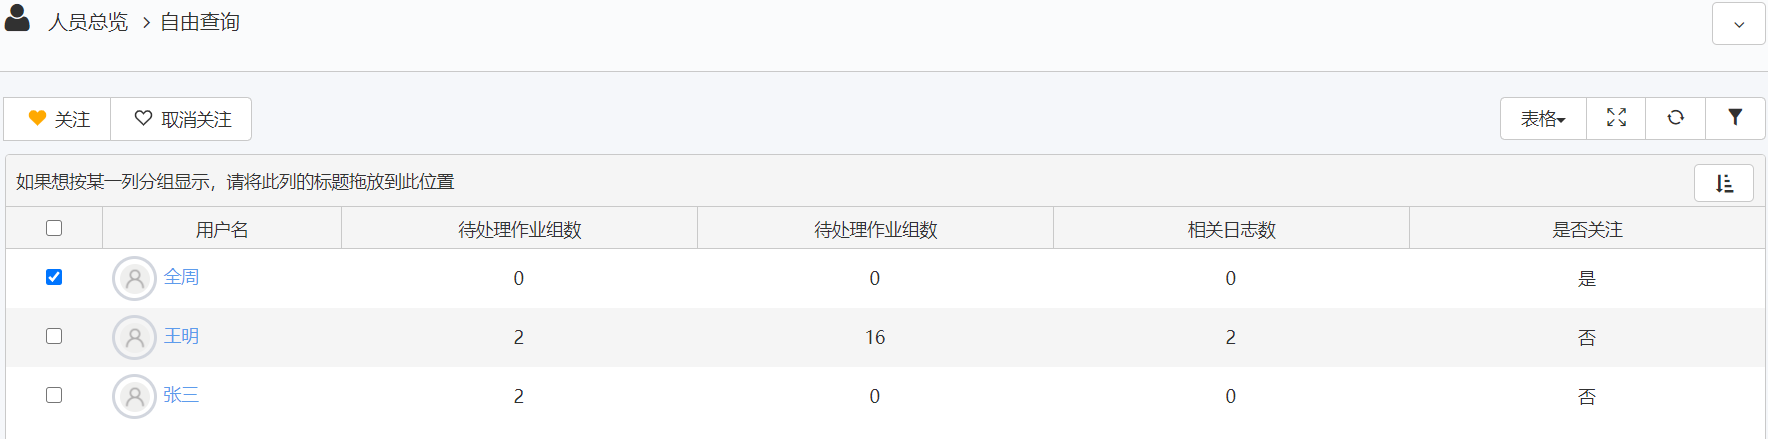 人员总览 > 自由查询
关注 取消关注 表格
如果想按某一列分组显示，请将此列的标题拖放到此位置
用户名 待处理作业组数 待处理作业组数 相关日志数 是否关注
全周 0 0 0 是
王明 2 16 2 否
张三 2 0 0 否